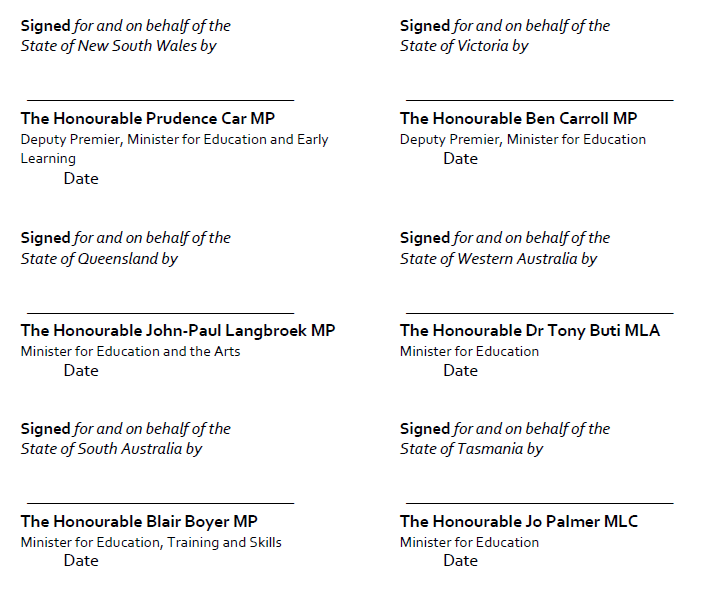 Signed for and on behalf of the
State of New South Wales by
The Honourable Prudence Car MP
Deputy Premier, Minister for Education and Early
Learning
Date
Signed for and on behalf of the
State of Victoria by
The Honourable Ben Carroll MP
Deputy Premier, Minister for Education
Date
Signed for and on behalf of the
State of Queensland by
The Honourable John-Paul Langbroek MP
Minister for Education and the Arts
Date
Signed for and on behalf of the
State of Western Australia by
The Honourable Dr Tony Buti MLA
Minister for Education
Date
Signed for and on behalf of the
State of South Australia by
The Honourable Blair Boyer MP
Minister for Education, Training and Skills
Date
Signed for and on behalf of the
State of Tasmania by
The Honourable Jo Palmer MLC
Minister for Education
Date